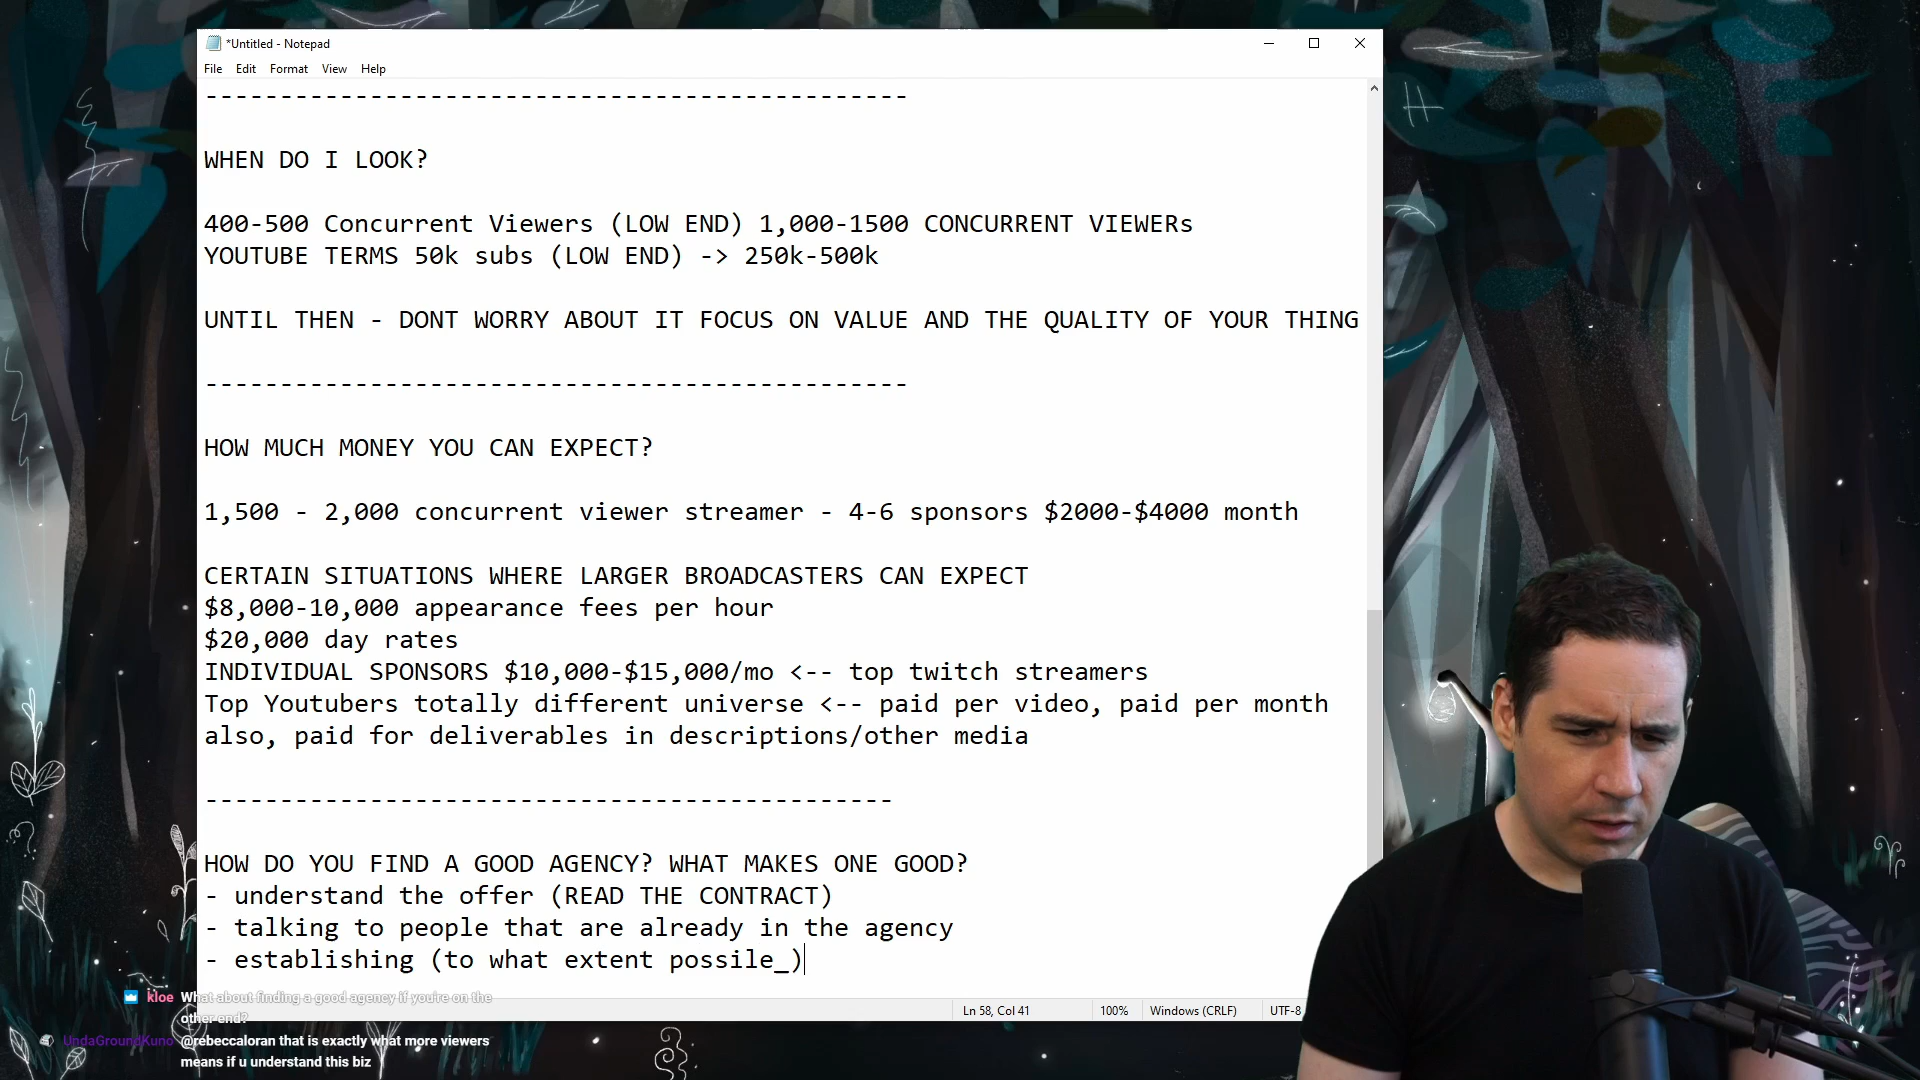 *Untitled - Notepad
File Edit Format View Help
-----------------------------------------------
WHEN DO I LOOK?
400-500 Concurrent Viewers (LOW END) 1,000-1500 CONCURRENT VIEWERs
YOUTUBE TERMS 50k subs (LOW END) -> 250k-500k
UNTIL THEN - DONT WORRY ABOUT IT FOCUS ON VALUE AND THE QUALITY OF YOUR THING
-----------------------------------------------
HOW MUCH MONEY YOU CAN EXPECT?
1,500 - 2,000 concurrent viewer streamer - 4-6 sponsors $2000-$4000 month
CERTAIN SITUATIONS WHERE LARGER BROADCASTERS CAN EXPECT
$8,000-10,000 appearance fees per hour
$20,000 day rates
INDIVIDUAL SPONSORS $10,000-$15,000/mo <-- top twitch streamers
Top Youtubers totally different universe <-- paid per video, paid per month
also, paid for deliverables in descriptions/other media
----------------------------------------------
HOW DO YOU FIND A GOOD AGENCY? WHAT MAKES ONE GOOD?
- understand the offer (READ THE CONTRACT)
- talking to people that are already in the agency
- establishing (to what extent possile_)
kloe What about finding a good agency if you're on the
other end?
UndaGroundKuno @rebeccaloran that is exactly what more viewers
means if u understand this biz
Ln 58, Col 41 100% Windows (CRLF) UTF-8